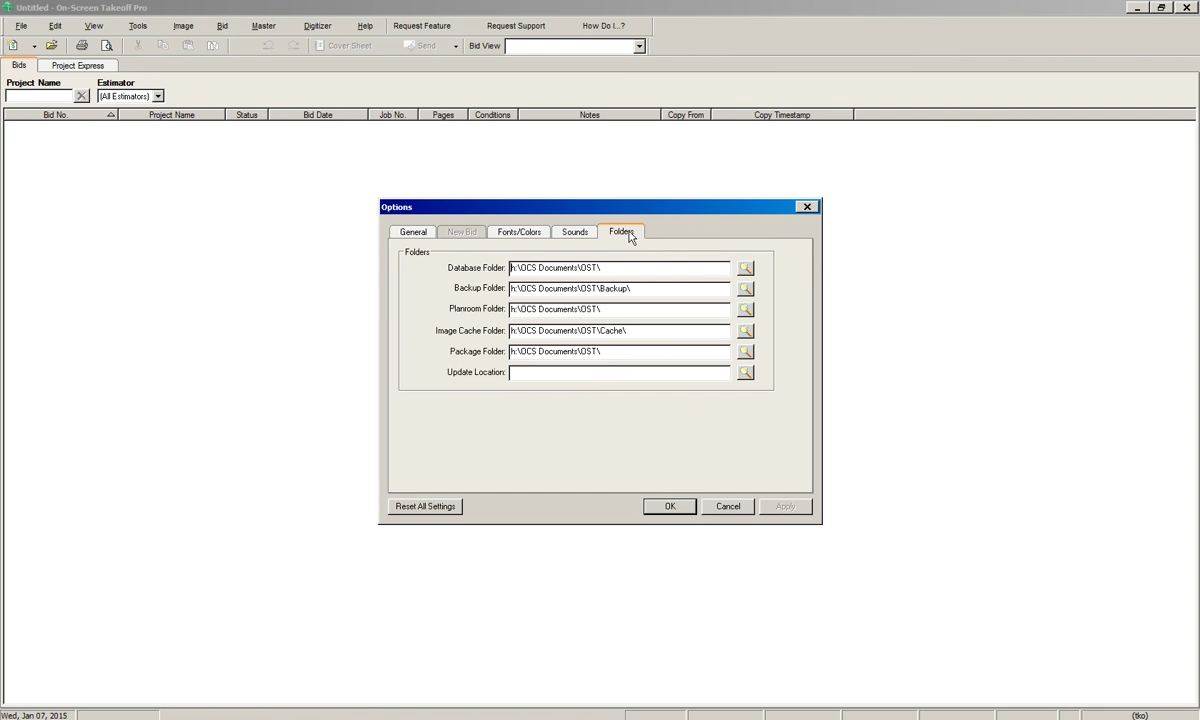 Untitled - On-Screen Takeoff Pro
File Edit View Tools Image Bid Master Digitizer Help Request Feature Request Support How Do I...?
Cover Sheet Send Bid View
Bids Project Express
Project Name Estimator
(All Estimators)
Bid No. Project Name Status Bid Date Job No. Pages Conditions Notes Copy From Copy Timestamp
Options
General New Bid Fonts/Colors Sounds Folders
Folders
Database Folder: h:\OCS Documents\OST\
Backup Folder: h:\OCS Documents\OST\Backup\
Planroom Folder: h:\OCS Documents\OST\
Image Cache Folder: h:\OCS Documents\OST\Cache\
Package Folder: h:\OCS Documents\OST\
Update Location:
Reset All Settings OK Cancel Apply
Wed, Jan 07, 2015 (tko)